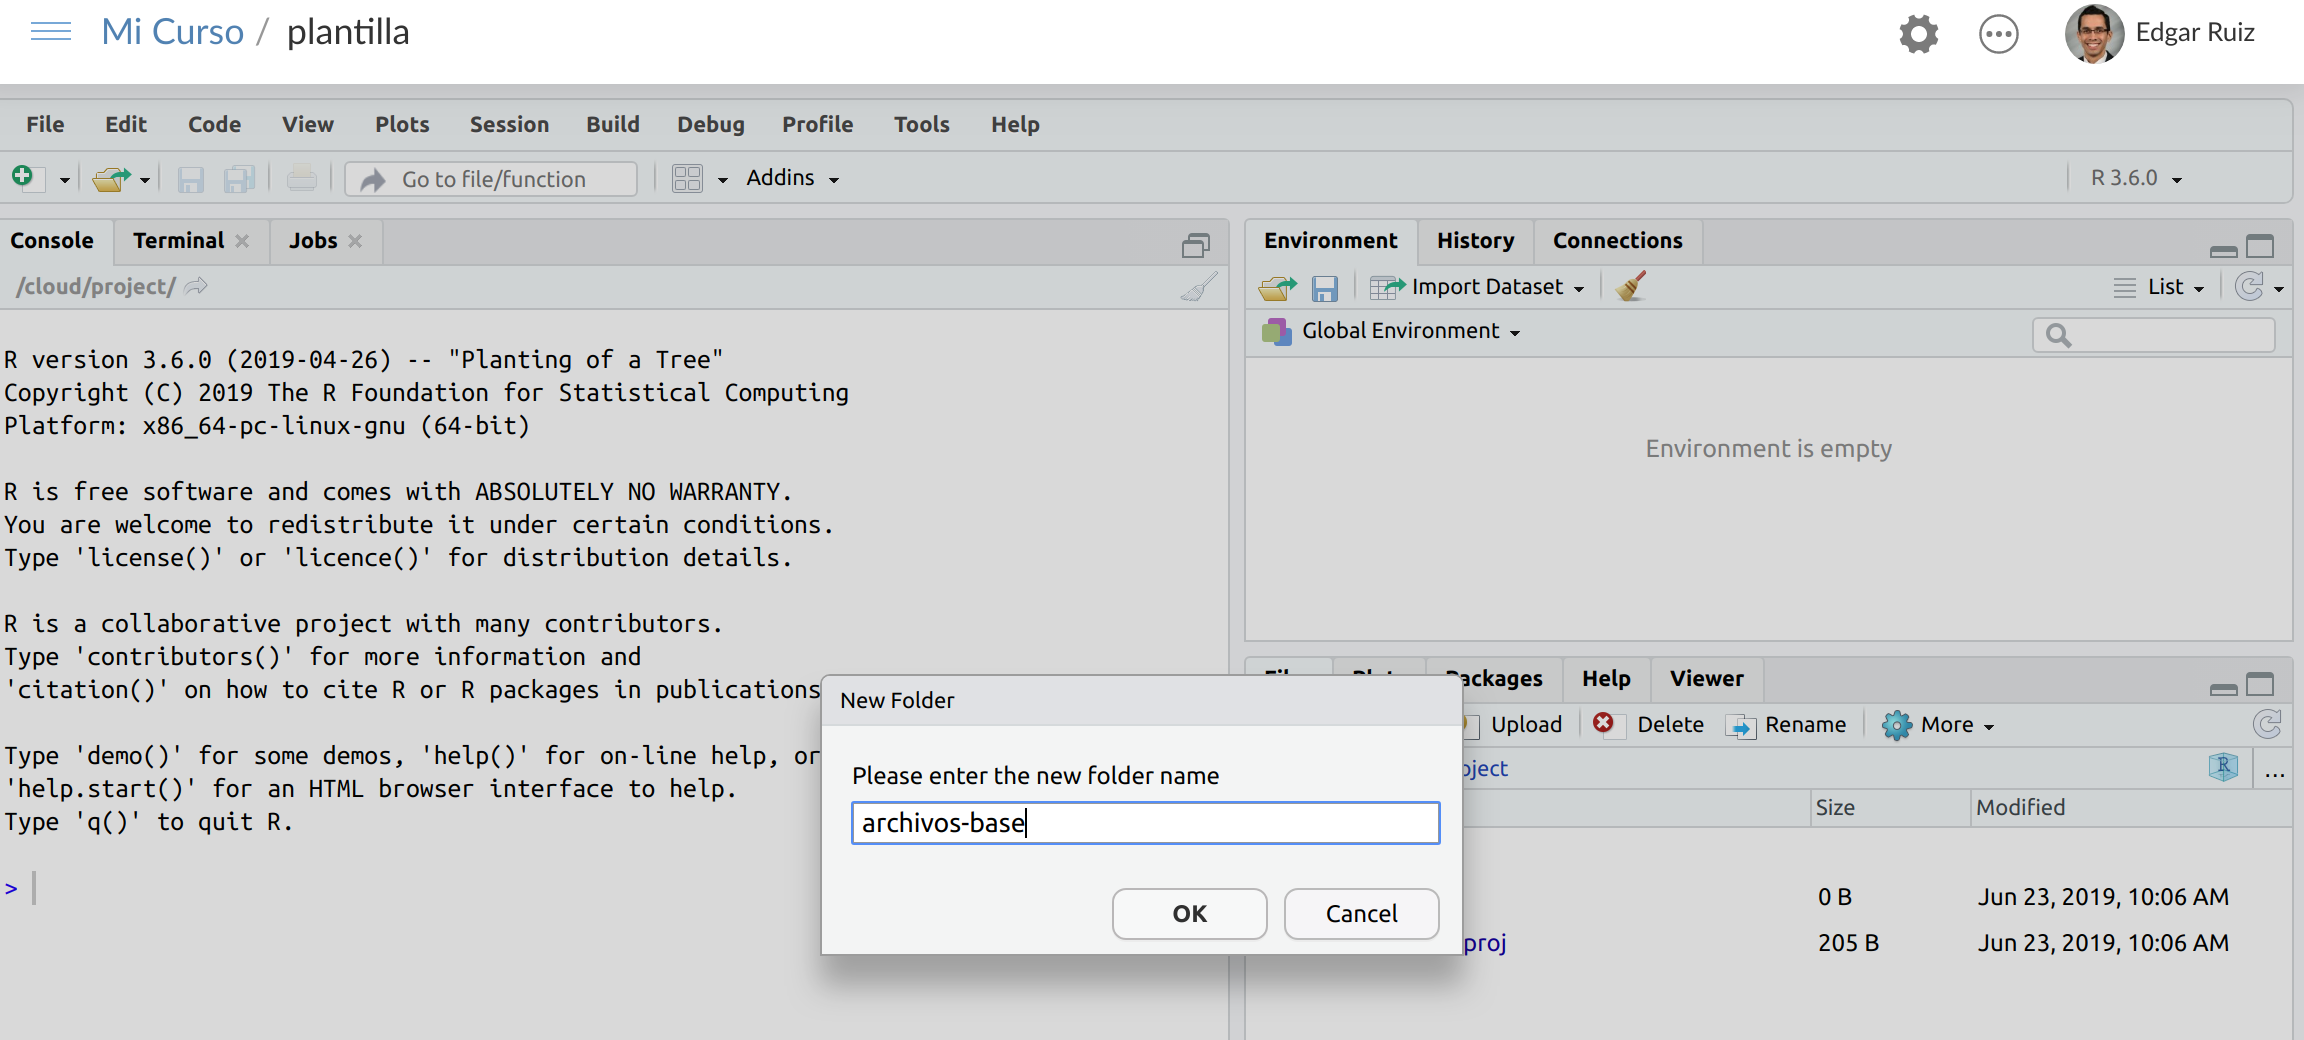 Mi Curso / plantilla
Edgar Ruiz
File Edit Code View Plots Session Build Debug Profile Tools Help
Go to file/function
Addins
R 3.6.0
Console Terminal Jobs
/cloud/project/
R version 3.6.0 (2019-04-26) -- "Planting of a Tree"
Copyright (C) 2019 The R Foundation for Statistical Computing
Platform: x86_64-pc-linux-gnu (64-bit)
R is free software and comes with ABSOLUTELY NO WARRANTY.
You are welcome to redistribute it under certain conditions.
Type 'license()' or 'licence()' for distribution details.
R is a collaborative project with many contributors.
Type 'contributors()' for more information and
'citation()' on how to cite R or R packages in publications
Type 'demo()' for some demos, 'help()' for on-line help, or
'help.start()' for an HTML browser interface to help.
Type 'q()' to quit R.
>
Environment History Connections
Import Dataset
List
Global Environment
Environment is empty
Packages Help Viewer
Upload Delete Rename More
Size Modified
0 B Jun 23, 2019, 10:06 AM
205 B Jun 23, 2019, 10:06 AM
New Folder
Please enter the new folder name
archivos-base
OK Cancel